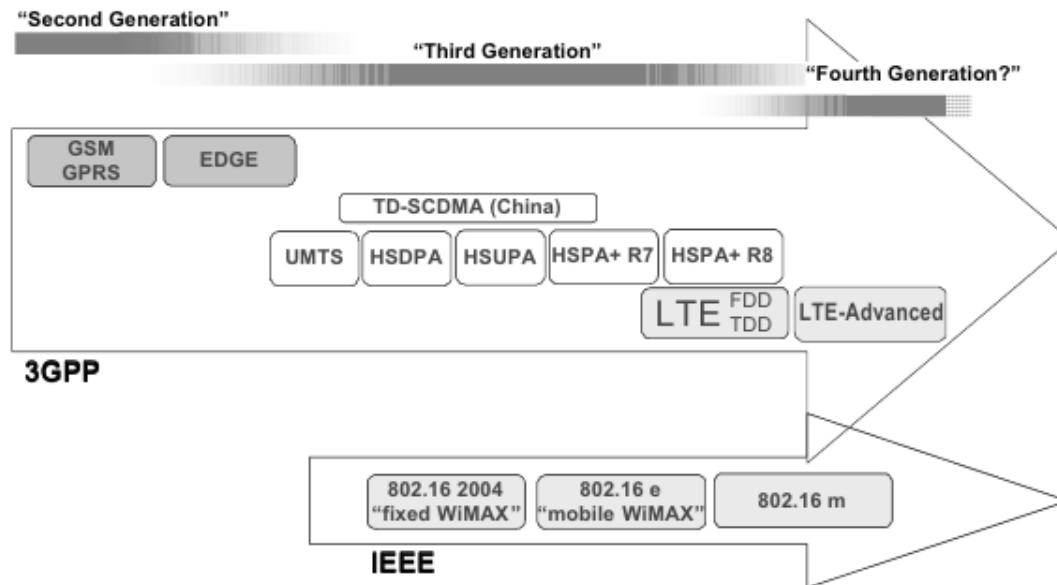 “Second Generation”
“Third Generation”
“Fourth Generation?”
GSM
GPRS
EDGE
TD-SCDMA (China)
UMTS
HSDPA
HSUPA
HSPA+ R7
HSPA+ R8
LTE FDD
TDD
LTE-Advanced
3GPP
802.16 2004
“fixed WiMAX”
802.16 e
“mobile WiMAX”
802.16 m
IEEE